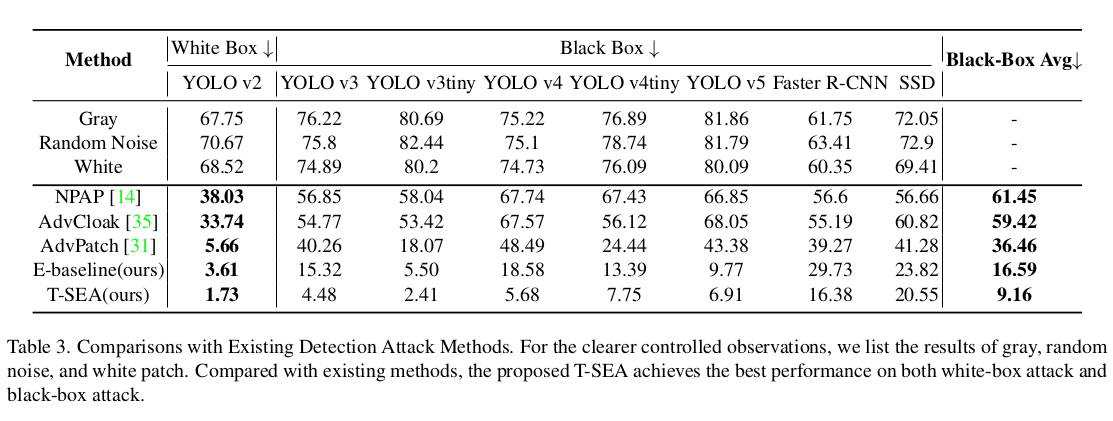 Method White Box ↓ Black Box ↓ Black-Box Avg↓
YOLO v2 YOLO v3 YOLO v3tiny YOLO v4 YOLO v4tiny YOLO v5 Faster R-CNN SSD
Gray 67.75 76.22 80.69 75.22 76.89 81.86 61.75 72.05 -
Random Noise 70.67 75.8 82.44 75.1 78.74 81.79 63.41 72.9 -
White 68.52 74.89 80.2 74.73 76.09 80.09 60.35 69.41 -
NPAP [14] 38.03 56.85 58.04 67.74 67.43 66.85 56.6 56.66 61.45
AdvCloak [35] 33.74 54.77 53.42 67.57 56.12 68.05 55.19 60.82 59.42
AdvPatch [31] 5.66 40.26 18.07 48.49 24.44 43.38 39.27 41.28 36.46
E-baseline(ours) 3.61 15.32 5.50 18.58 13.39 9.77 29.73 23.82 16.59
T-SEA(ours) 1.73 4.48 2.41 5.68 7.75 6.91 16.38 20.55 9.16
Table 3. Comparisons with Existing Detection Attack Methods. For the clearer controlled observations, we list the results of gray, random
noise, and white patch. Compared with existing methods, the proposed T-SEA achieves the best performance on both white-box attack and
black-box attack.